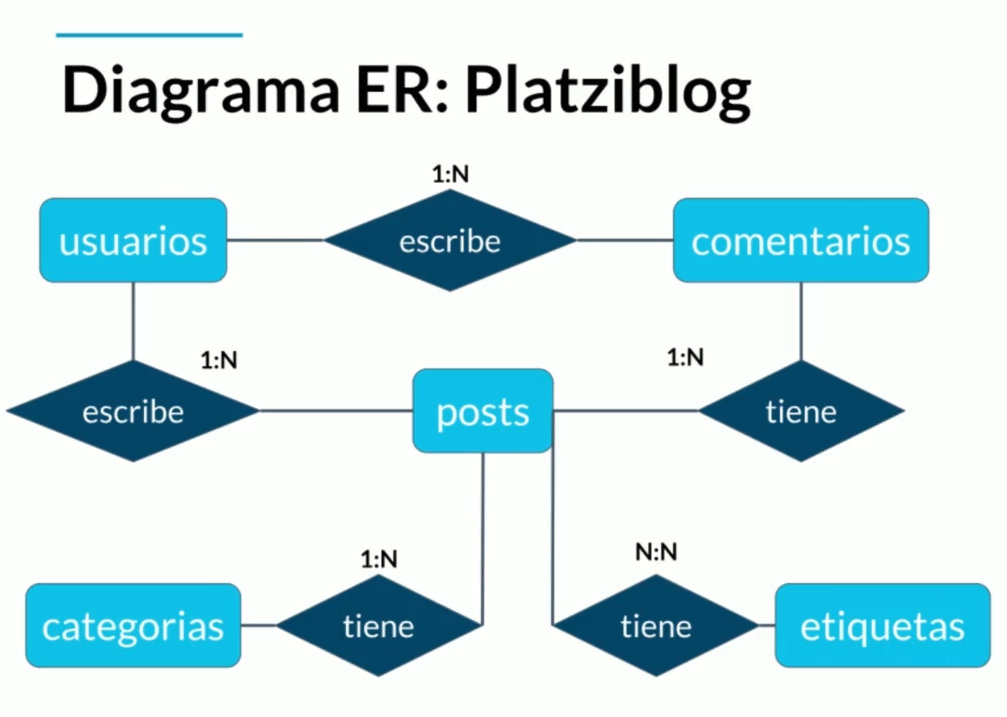 Diagrama ER: Platziblog
1:N
usuarios
escribe
comentarios
1:N
1:N
escribe
posts
tiene
1:N
N:N
categorias
tiene
tiene
etiquetas